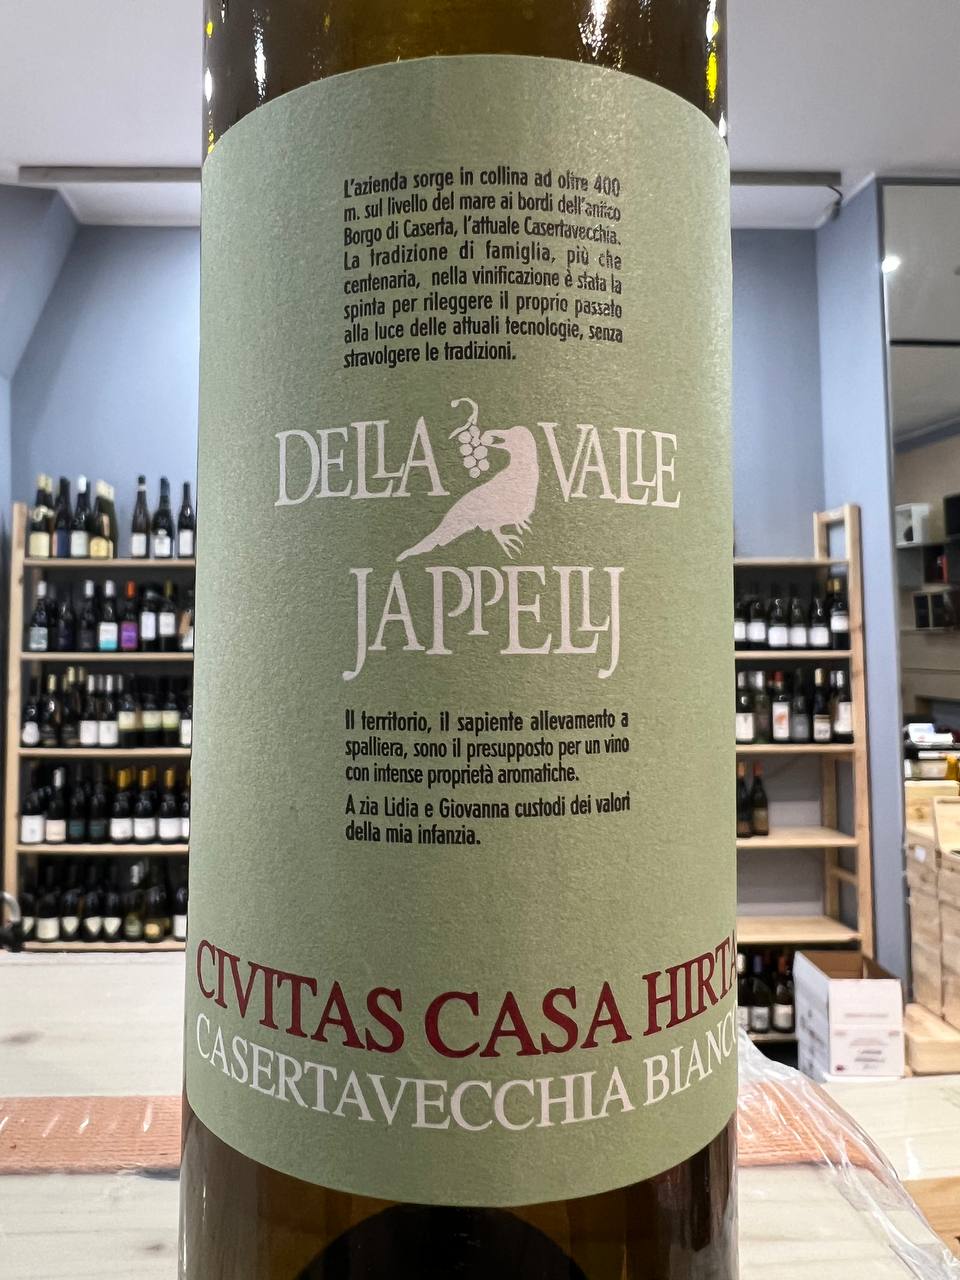 L'azienda sorge in collina ad oltre 400
m. sul livello del mare ai bordi dell'antico
Borgo di Caserta, l'attuale Casertavecchia.
La tradizione di famiglia, più che
centenaria, nella vinificazione è stata la
spinta per rileggere il proprio passato
alla luce delle attuali tecnologie, senza
stravolgere le tradizioni.
DELLA VALLE
JAPPELLJ
Il territorio, il sapiente allevamento a
spalliera, sono il presupposto per un vino
con intense proprietà aromatiche.
A zia Lidia e Giovanna custodi dei valori
della mia infanzia.
CIVITAS CASA HIRTA
CASERTAVECCHIA BIANCO